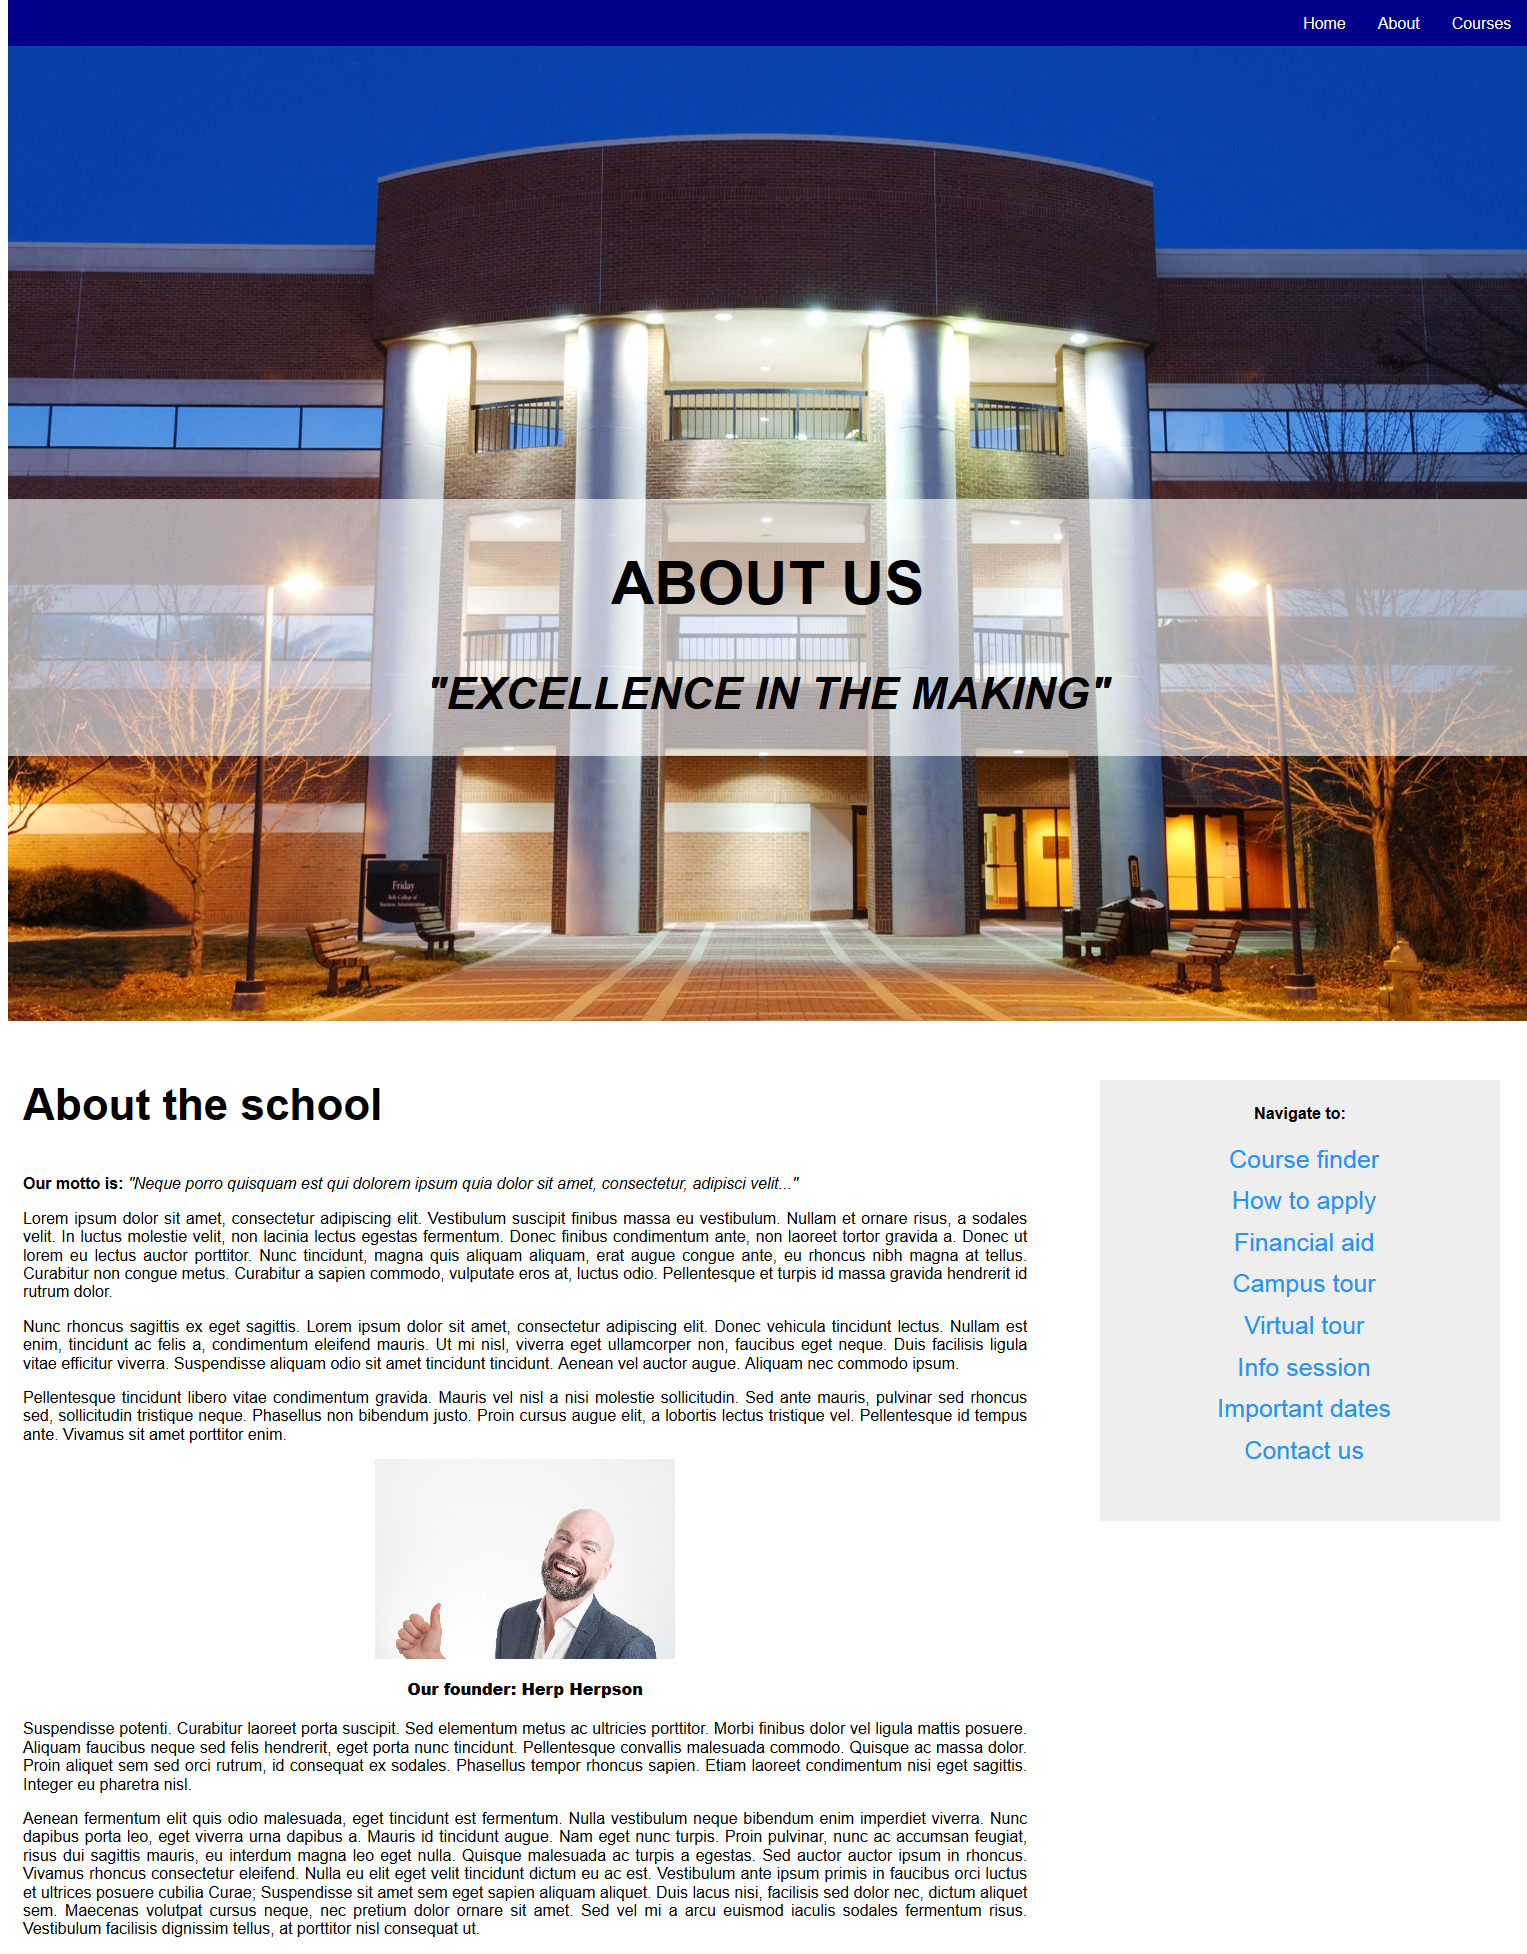 Home About Courses
ABOUT US
"EXCELLENCE IN THE MAKING"
Friday
Belk College of
Business Administration
About the school
Our motto is: "Neque porro quisquam est qui dolorem ipsum quia dolor sit amet, consectetur, adipisci velit..."
Lorem ipsum dolor sit amet, consectetur adipiscing elit. Vestibulum suscipit finibus massa eu vestibulum. Nullam et ornare risus, a sodales
velit. In luctus molestie velit, non lacinia lectus egestas fermentum. Donec finibus condimentum ante, non laoreet tortor gravida a. Donec ut
lorem eu lectus auctor porttitor. Nunc tincidunt, magna quis aliquam aliquam, erat augue congue ante, eu rhoncus nibh magna at tellus.
Curabitur non congue metus. Curabitur a sapien commodo, vulputate eros at, luctus odio. Pellentesque et turpis id massa gravida hendrerit id
rutrum dolor.
Nunc rhoncus sagittis ex eget sagittis. Lorem ipsum dolor sit amet, consectetur adipiscing elit. Donec vehicula tincidunt lectus. Nullam est
enim, tincidunt ac felis a, condimentum eleifend mauris. Ut mi nisl, viverra eget ullamcorper non, faucibus eget neque. Duis facilisis ligula
vitae efficitur viverra. Suspendisse aliquam odio sit amet tincidunt tincidunt. Aenean vel auctor augue. Aliquam nec commodo ipsum.
Pellentesque tincidunt libero vitae condimentum gravida. Mauris vel nisl a nisi molestie sollicitudin. Sed ante mauris, pulvinar sed rhoncus
sed, sollicitudin tristique neque. Phasellus non bibendum justo. Proin cursus augue elit, a lobortis lectus tristique vel. Pellentesque id tempus
ante. Vivamus sit amet porttitor enim.
Our founder: Herp Herpson
Suspendisse potenti. Curabitur laoreet porta suscipit. Sed elementum metus ac ultricies porttitor. Morbi finibus dolor vel ligula mattis posuere.
Aliquam faucibus neque sed felis hendrerit, eget porta nunc tincidunt. Pellentesque convallis malesuada commodo. Quisque ac massa dolor.
Proin aliquet sem sed orci rutrum, id consequat ex sodales. Phasellus tempor rhoncus sapien. Etiam laoreet condimentum nisi eget sagittis.
Integer eu pharetra nisl.
Aenean fermentum elit quis odio malesuada, eget tincidunt est fermentum. Nulla vestibulum neque bibendum enim imperdiet viverra. Nunc
dapibus porta leo, eget viverra urna dapibus a. Mauris id tincidunt augue. Nam eget nunc turpis. Proin pulvinar, nunc ac accumsan feugiat,
risus dui sagittis mauris, eu interdum magna leo eget nulla. Quisque malesuada ac turpis a egestas. Sed auctor auctor ipsum in rhoncus.
Vivamus rhoncus consectetur eleifend. Nulla eu elit eget velit tincidunt dictum eu ac est. Vestibulum ante ipsum primis in faucibus orci luctus
et ultrices posuere cubilia Curae; Suspendisse sit amet sem eget sapien aliquam aliquet. Duis lacus nisi, facilisis sed dolor nec, dictum aliquet
sem. Maecenas volutpat cursus neque, nec pretium dolor ornare sit amet. Sed vel mi a arcu euismod iaculis sodales fermentum risus.
Vestibulum facilisis dignissim tellus, at porttitor nisl consequat ut.
Navigate to:
Course finder
How to apply
Financial aid
Campus tour
Virtual tour
Info session
Important dates
Contact us